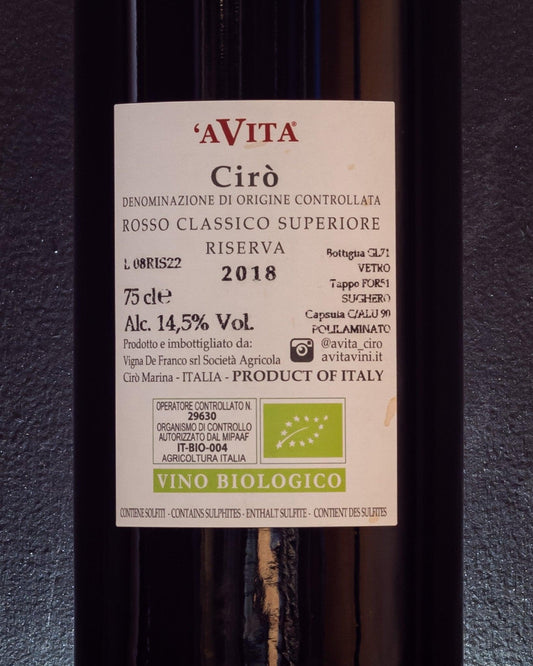 'AVITA®
Cirò
DENOMINAZIONE DI ORIGINE CONTROLLATA
ROSSO CLASSICO SUPERIORE
RISERVA
L 08RIS22
2018
75 cl e
Alc. 14,5% Vol.
Bottiglia GL71
VETRO
Tappo FOR51
SUGHERO
Capsula C/ALU 90
POLILAMINATO
Prodotto e imbottigliato da:
Vigna De Franco srl Società Agricola
@avita_ciro
avitavini.it
Cirò Marina - ITALIA - PRODUCT OF ITALY
OPERATORE CONTROLLATO N.
29630
ORGANISMO DI CONTROLLO
AUTORIZZATO DAL MIPAAF
IT-BIO-004
AGRICOLTURA ITALIA
VINO BIOLOGICO
CONTIENE SOLFITI - CONTAINS SULPHITES - ENTHALT SULFITE - CONTIENT DES SULFITES